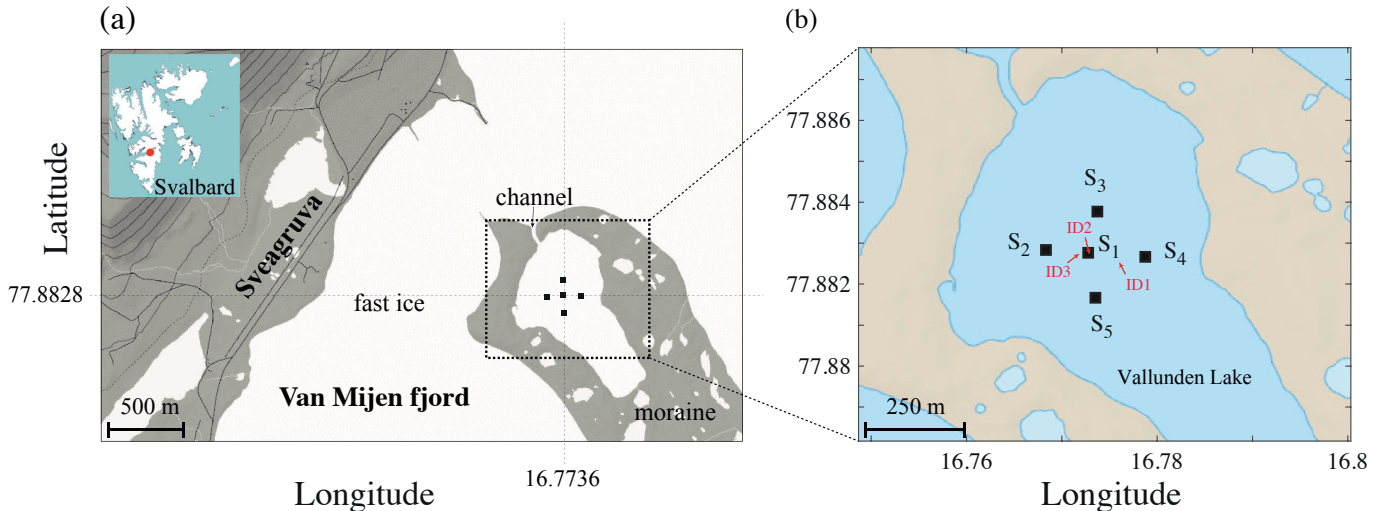 (a)
Svalbard
Sveagruva
channel
fast ice
Van Mijen fjord
moraine
500 m
Latitude
77.8828
16.7736
Longitude
(b)
77.886
77.884
77.882
77.88
S3
S2
S1
S4
S5
ID2
ID3
ID1
Vallunden Lake
250 m
16.76
16.78
16.8
Longitude